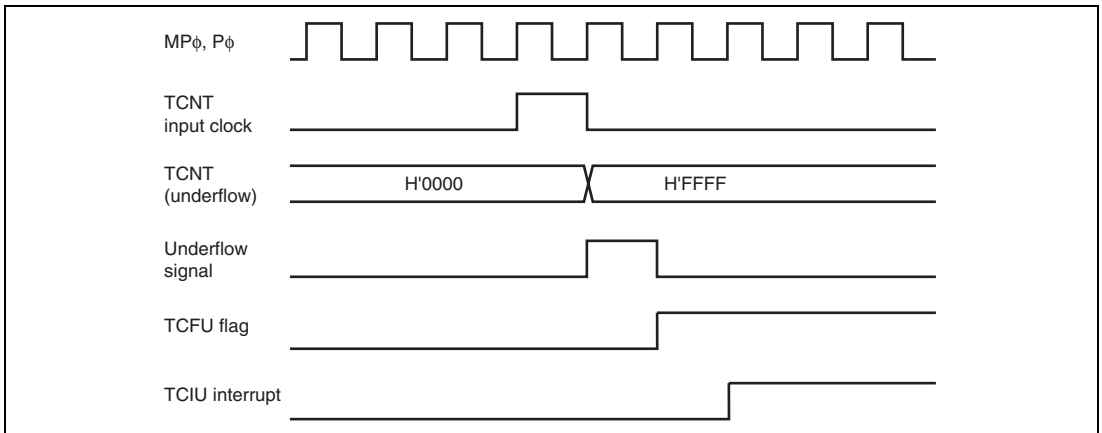 MPφ, Pφ
TCNT
input clock
TCNT
(underflow)
H'0000
H'FFFF
Underflow
signal
TCFU flag
TCIU interrupt